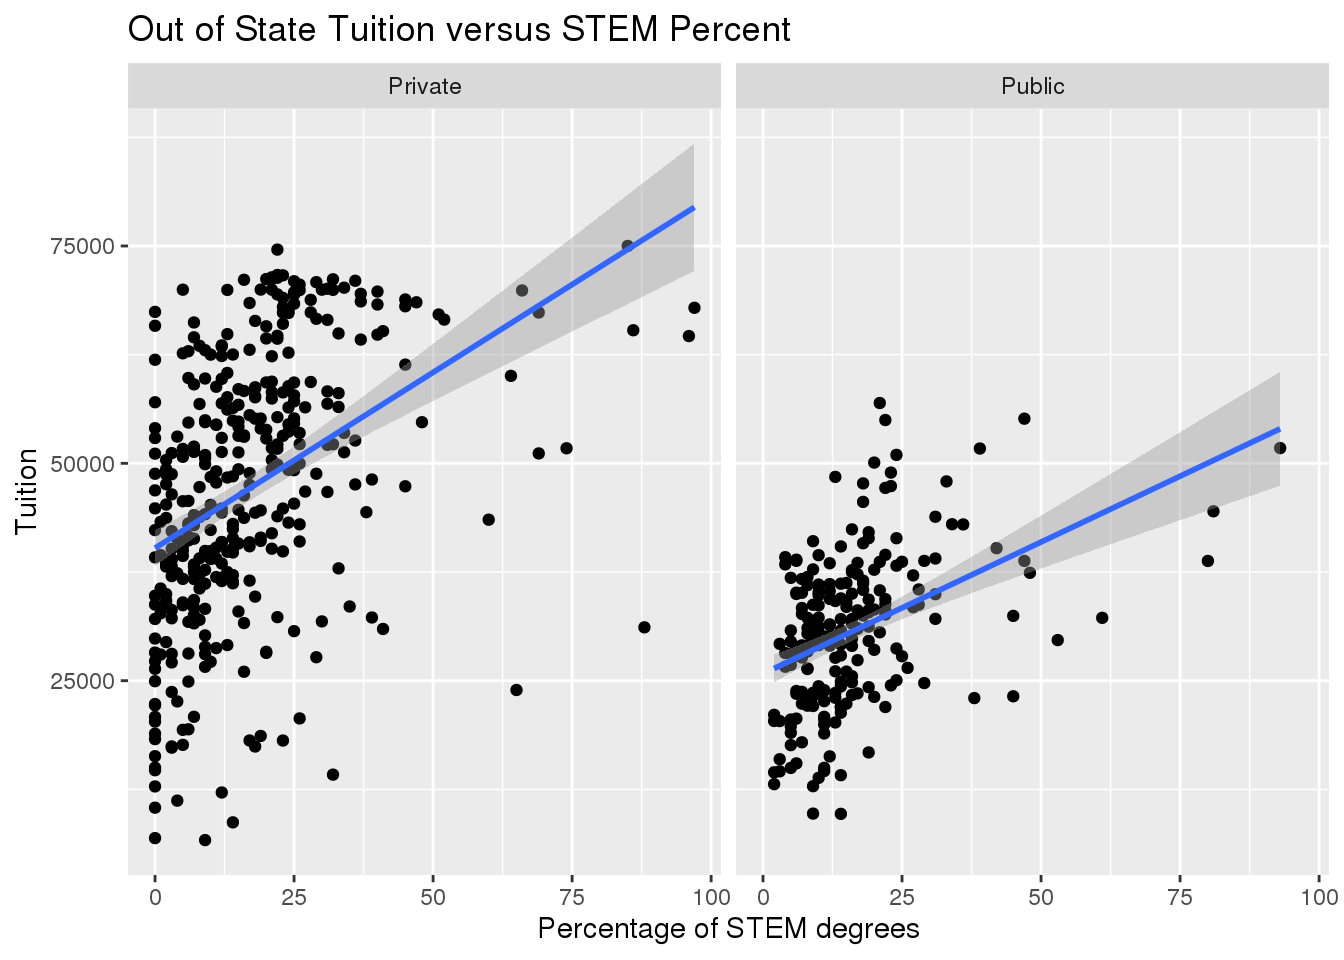 Out of State Tuition versus STEM Percent
Private
Public
75000
50000
25000
Tuition
0 25 50 75 100
0 25 50 75 100
Percentage of STEM degrees